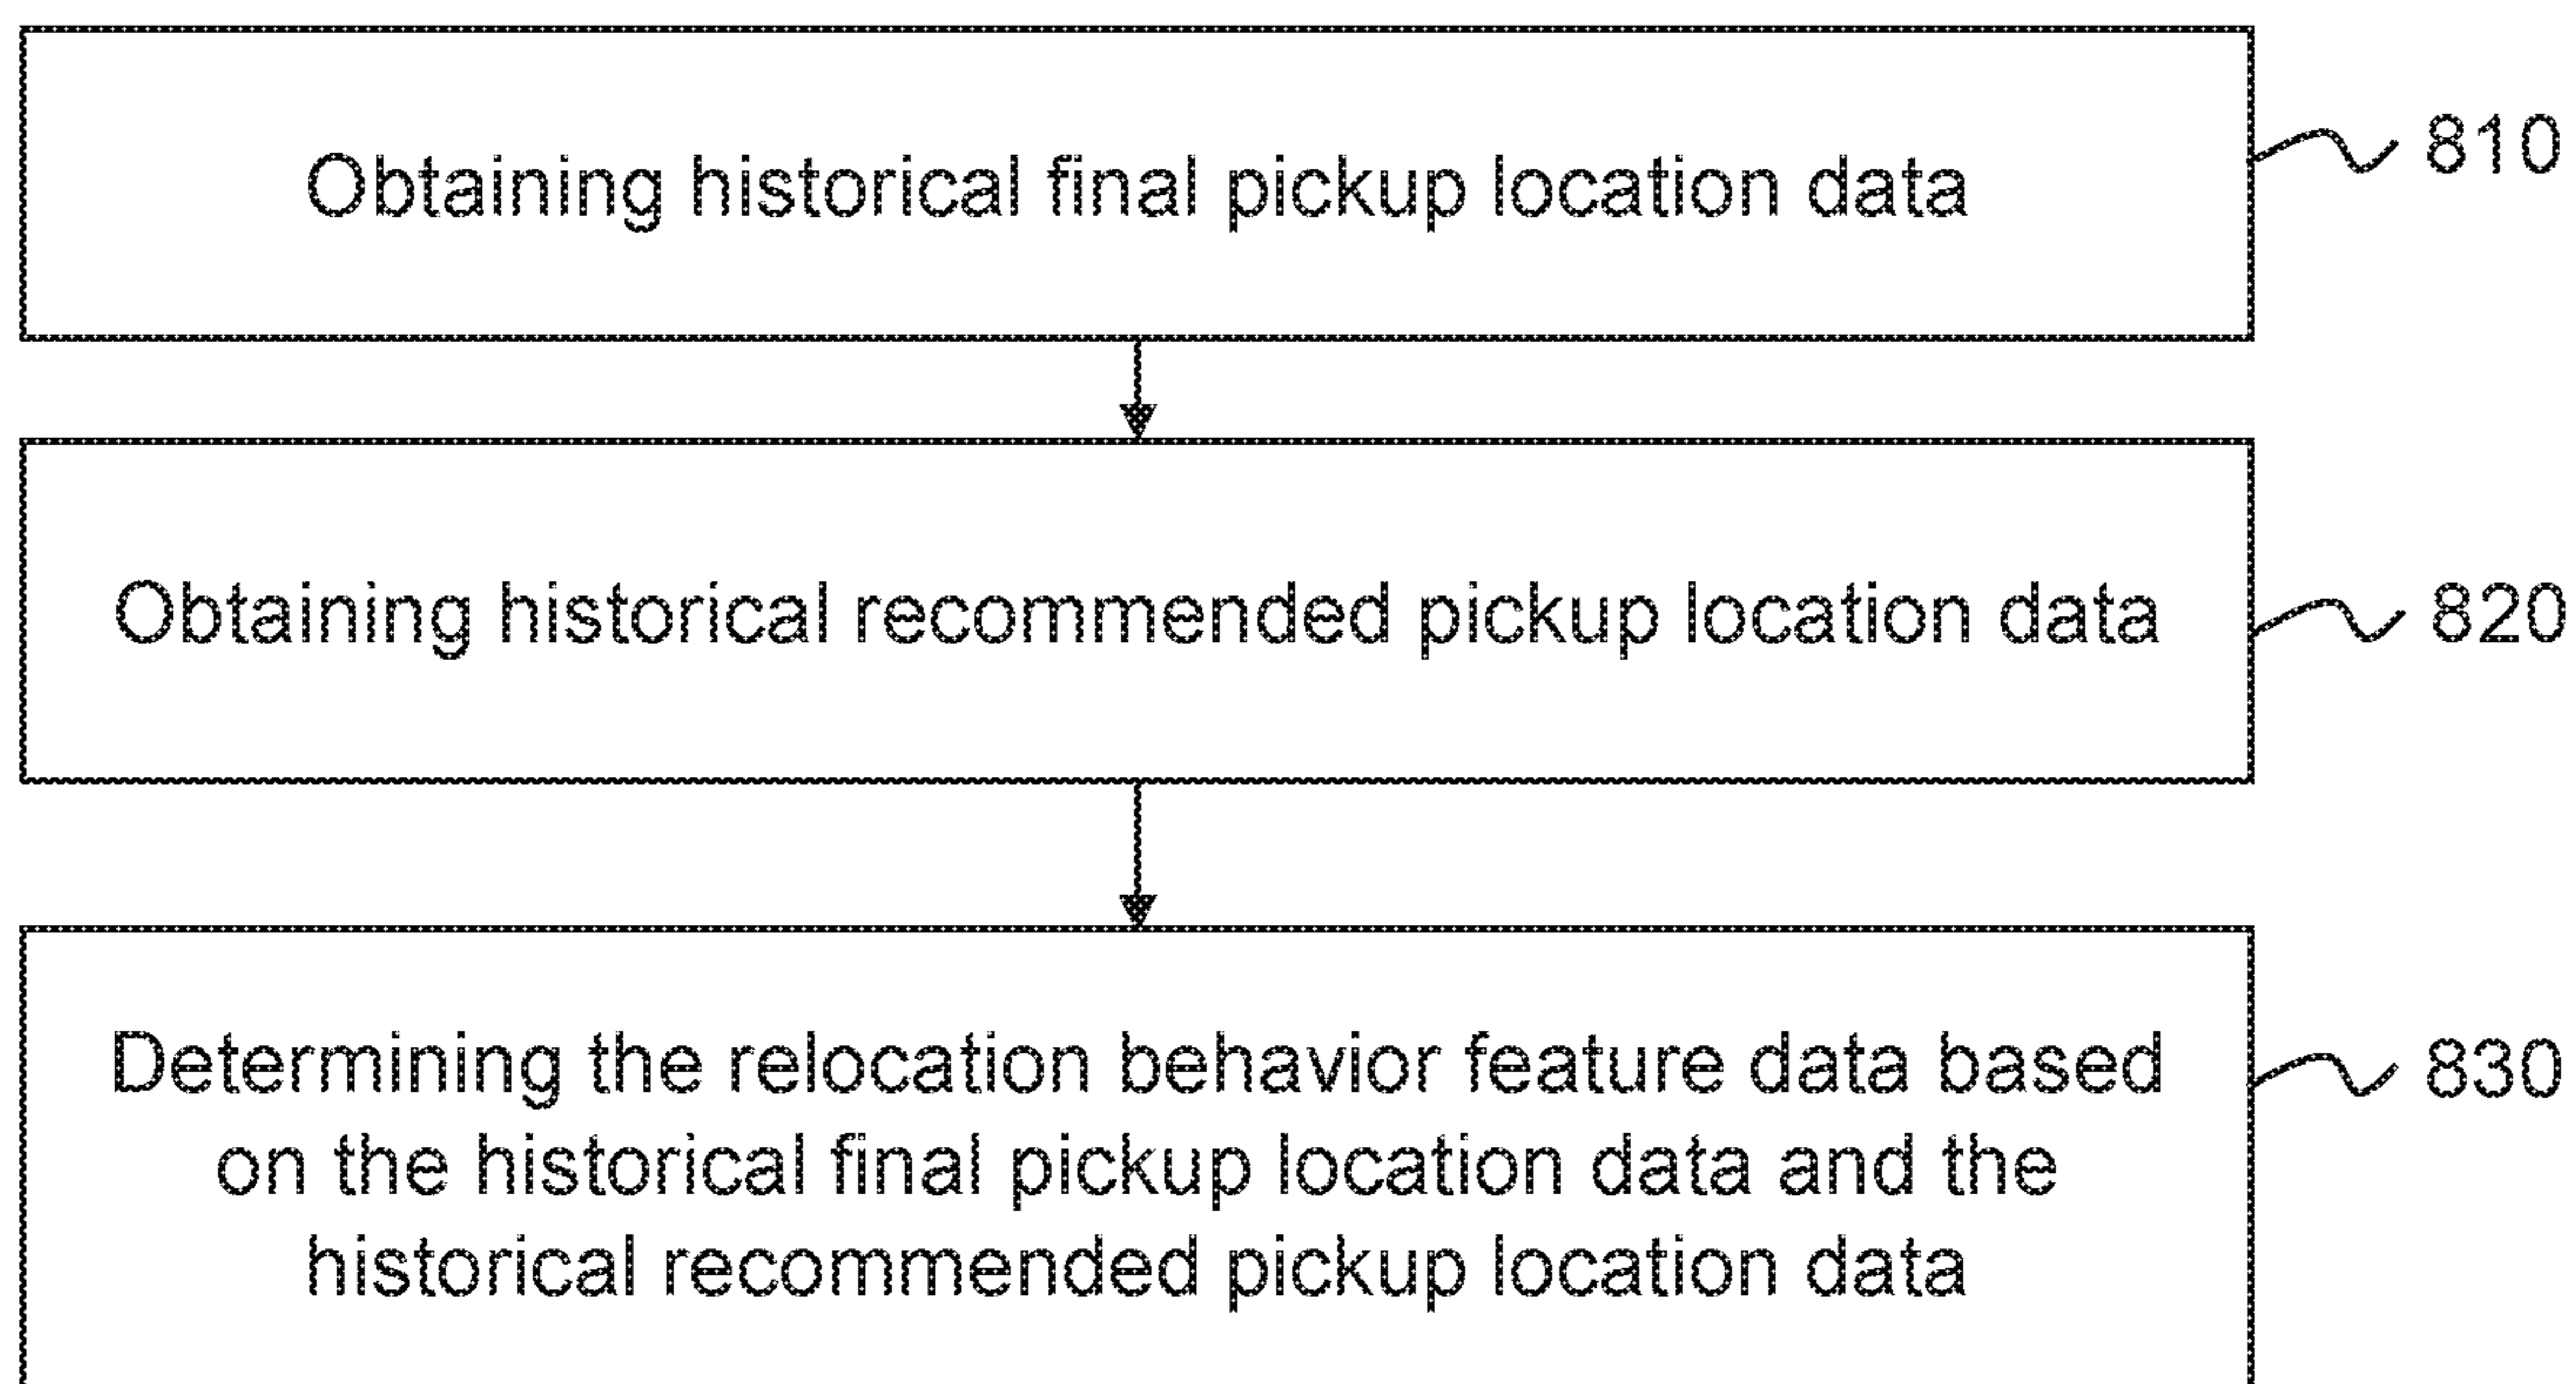 Obtaining historical final pickup location data
810
Obtaining historical recommended pickup location data
820
Determining the relocation behavior feature data based
on the historical final pickup location data and the
historical recommended pickup location data
830